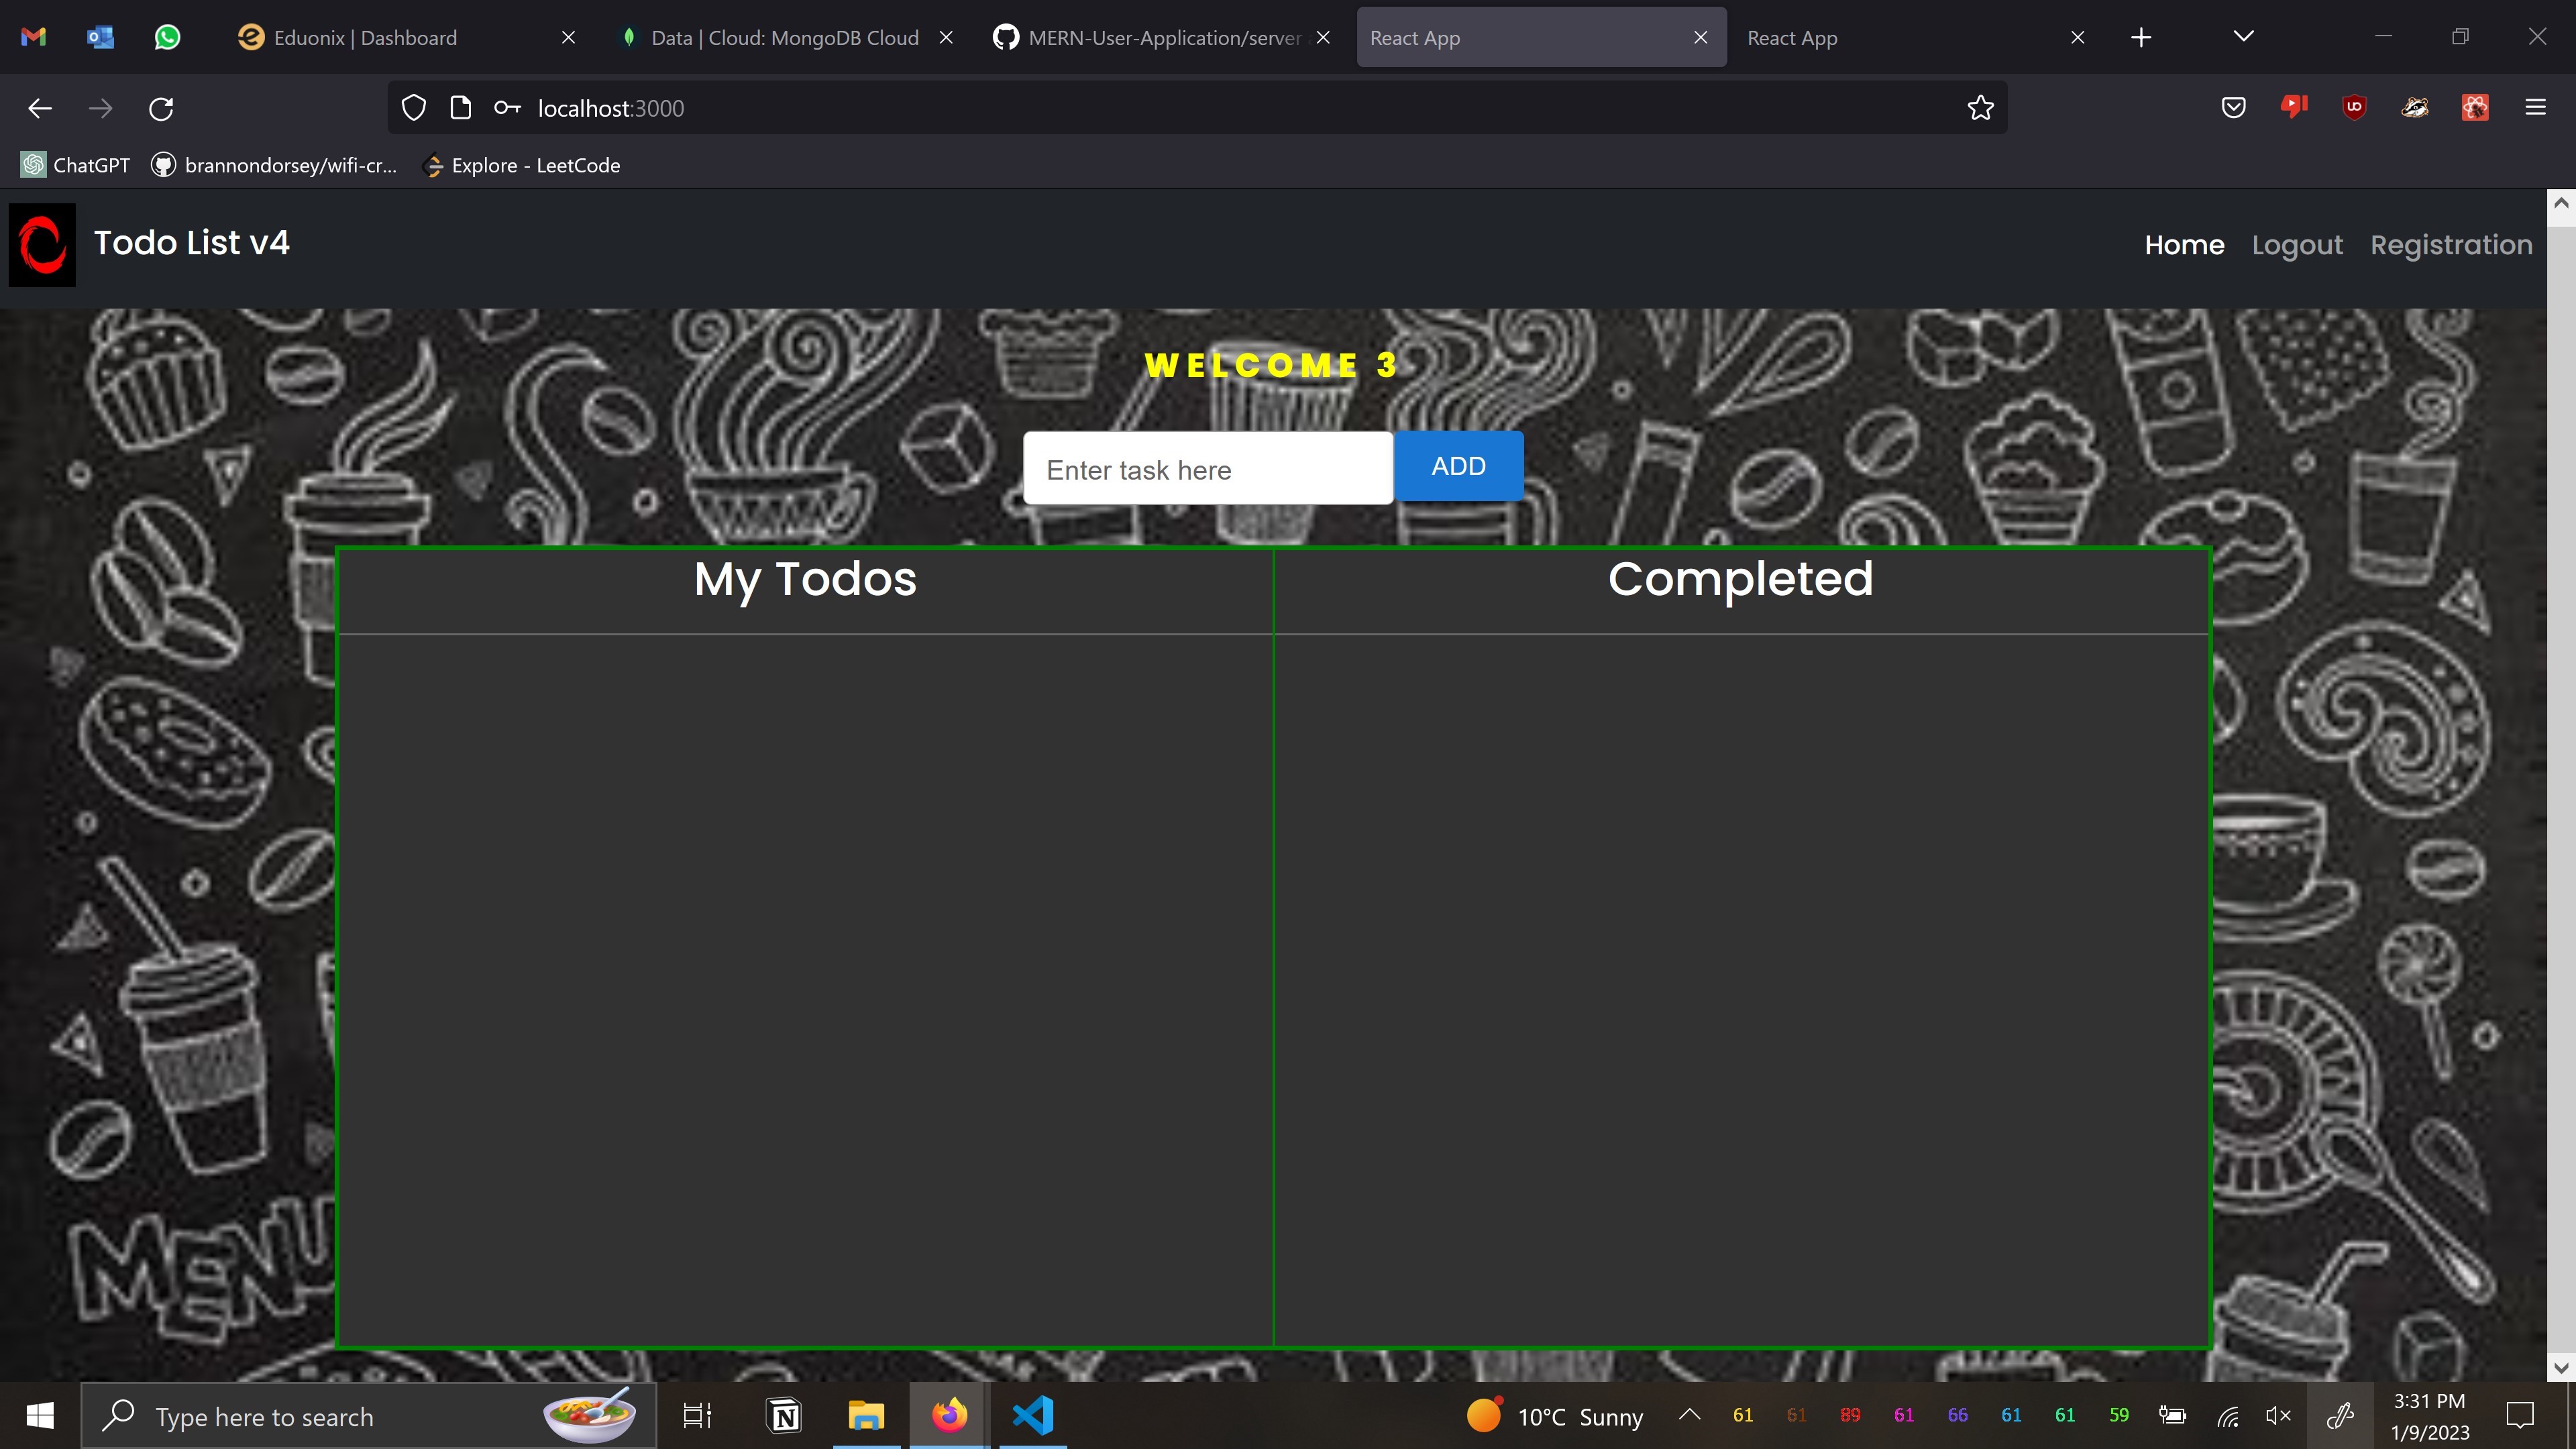 Eduonix | Dashboard
Data | Cloud: MongoDB Cloud
MERN-User-Application/server
React App
React App
localhost:3000
ChatGPT
brannondorsey/wifi-cr...
Explore - LeetCode
Todo List v4
Home
Logout
Registration
WELCOME 3
Enter task here
ADD
My Todos
Completed
MENU
Type here to search
10°C Sunny
61 61 89 61 66 61 61 59
3:31 PM
1/9/2023